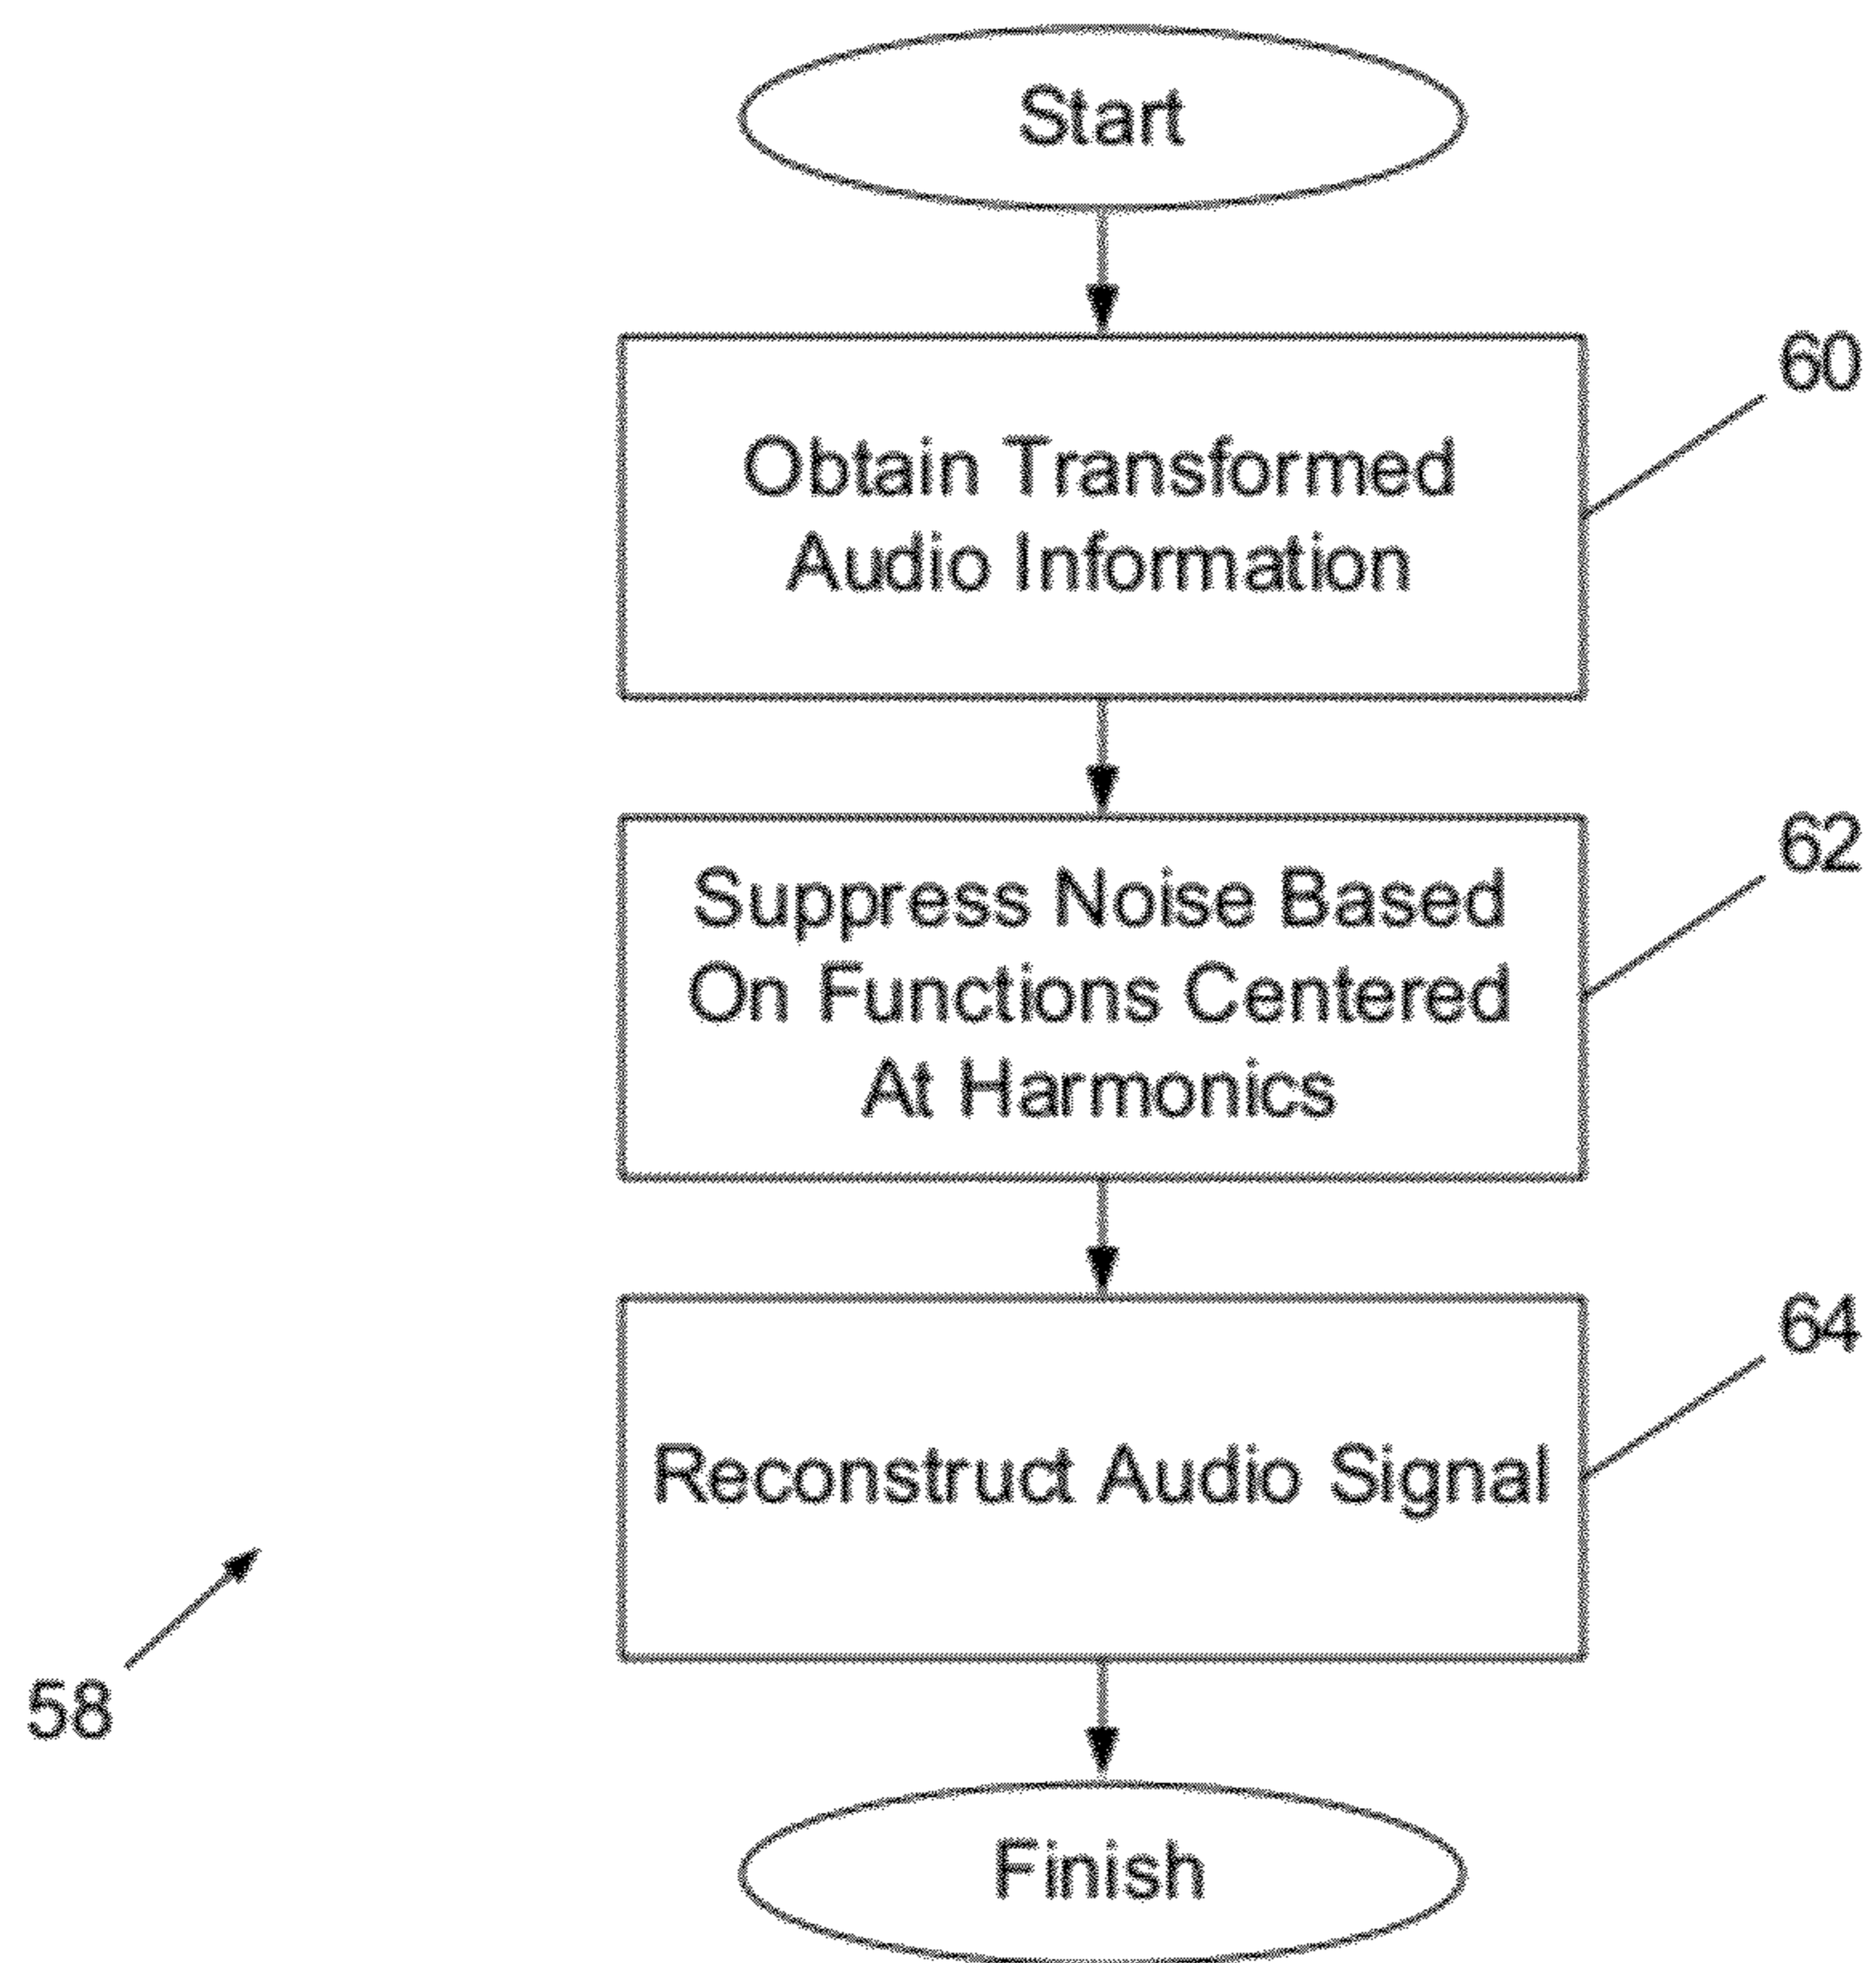 Start
60
Obtain Transformed
Audio Information
62
Suppress Noise Based
On Functions Centered
At Harmonics
64
Reconstruct Audio Signal
58
Finish